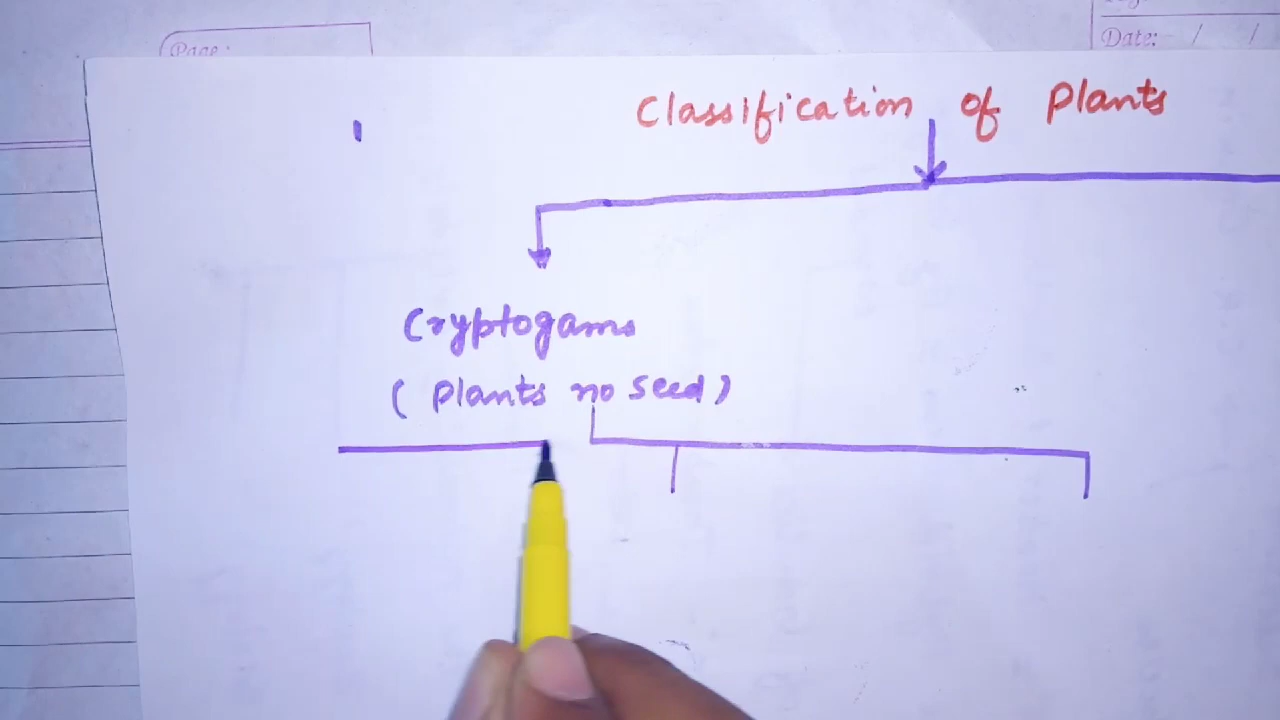 Page:
Date: / /
Classification of Plants
Cryptogams
(Plants no seed)